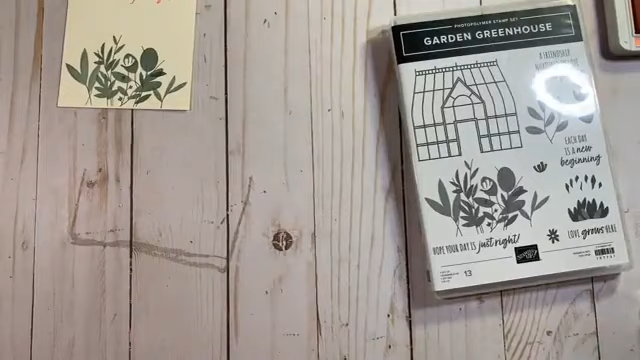 PHOTOPOLYMER STAMP SET
GARDEN GREENHOUSE
A FRIENDSHIP
EACH DAY
IS A new
beginning
HOPE YOUR DAY IS just right!
LOVE grows HERE
13